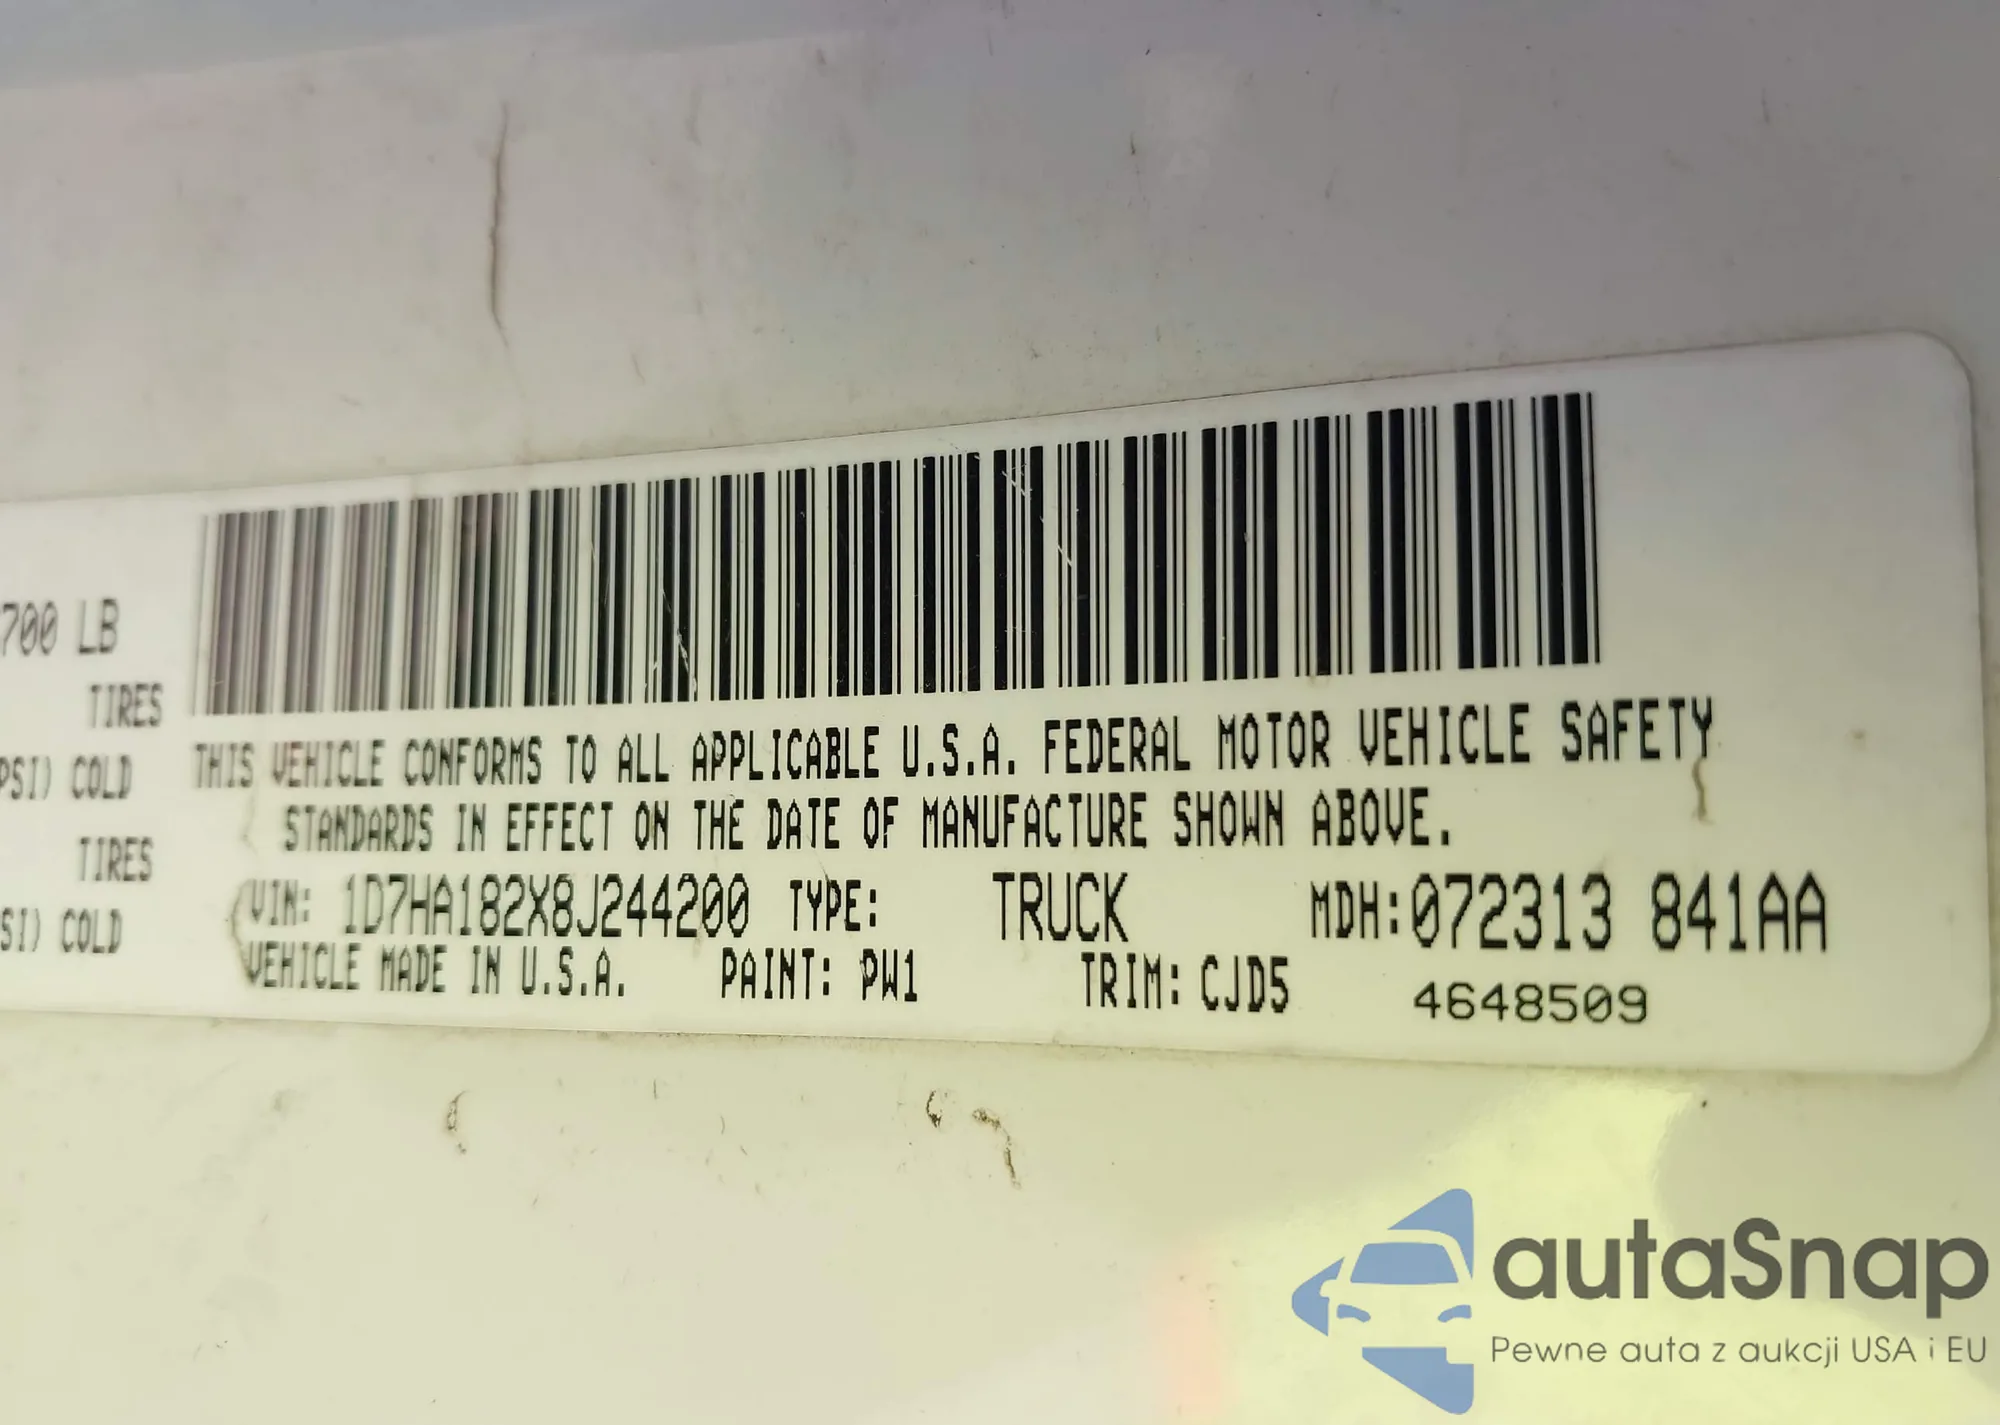 700 LB
TIRES
PSI) COLD
TIRES
SI) COLD
THIS VEHICLE CONFORMS TO ALL APPLICABLE U.S.A. FEDERAL MOTOR VEHICLE SAFETY
STANDARDS IN EFFECT ON THE DATE OF MANUFACTURE SHOWN ABOVE.
VIN: 1D7HA182X8J244200 TYPE: TRUCK MDH:072313 841AA
VEHICLE MADE IN U.S.A. PAINT: PW1 TRIM: CJD5 4648509
autaSnap
Pewne auta z aukcji USA i EU